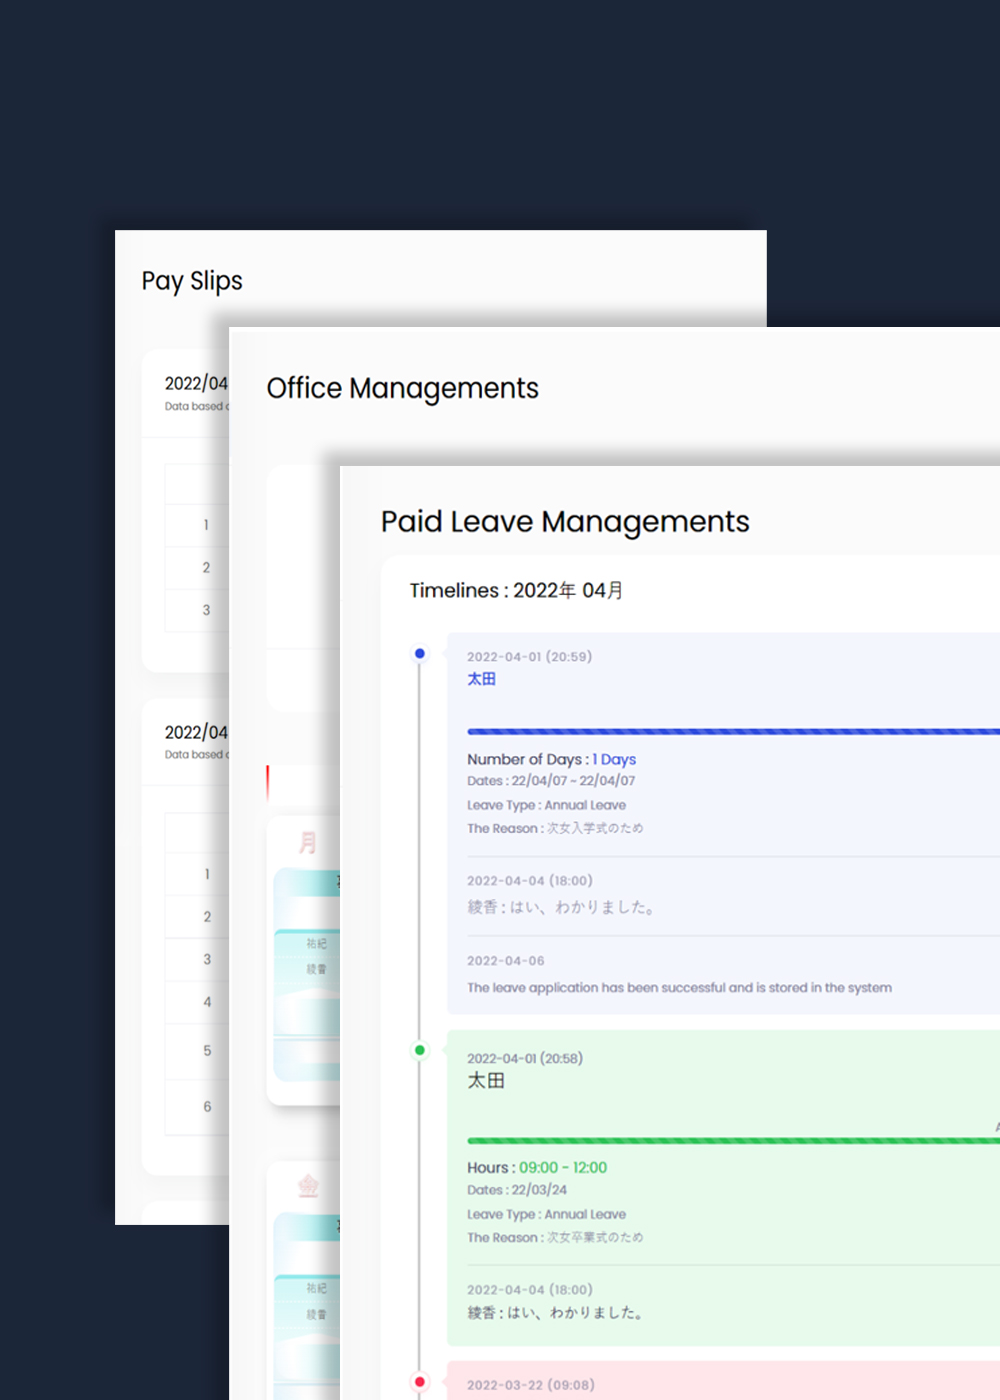 Pay Slips
2022/04
Data based
1
2
3
2022/04
Data based
1
2
3
4
5
6
Office Managements
月
祐紀
綾香
金
祐紀
綾香
Paid Leave Managements
Timelines : 2022年 04月
2022-04-01 (20:59)
太田
Number of Days : 1 Days
Dates : 22/04/07 - 22/04/07
Leave Type : Annual Leave
The Reason : 次女入学式のため
2022-04-04 (18:00)
綾香 : はい、わかりました。
2022-04-06
The leave application has been successful and is stored in the system
2022-04-01 (20:58)
太田
Hours : 09:00 - 12:00
Dates : 22/03/24
Leave Type : Annual Leave
The Reason : 次女卒業式のため
2022-04-04 (18:00)
綾香 : はい、わかりました。
2022-03-22 (09:08)